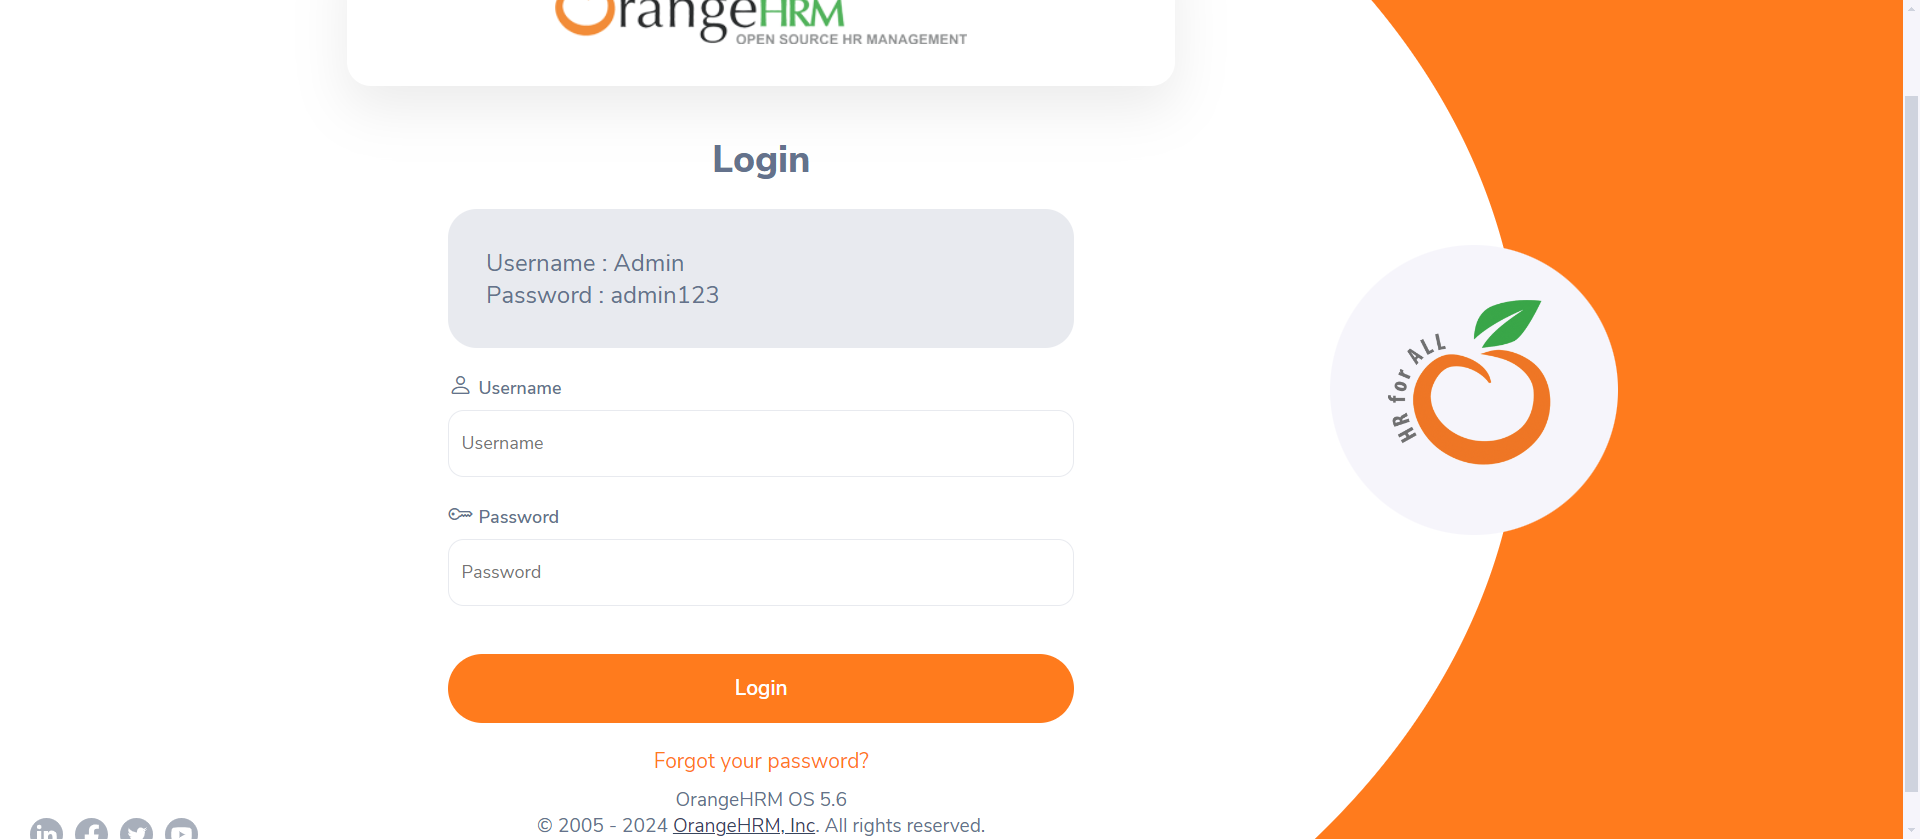 OrangeHRM
OPEN SOURCE HR MANAGEMENT
Login
Username : Admin
Password : admin123
Username
Username
Password
Password
Login
Forgot your password?
OrangeHRM OS 5.6
© 2005 - 2024 OrangeHRM, Inc. All rights reserved.
HR for ALL
in